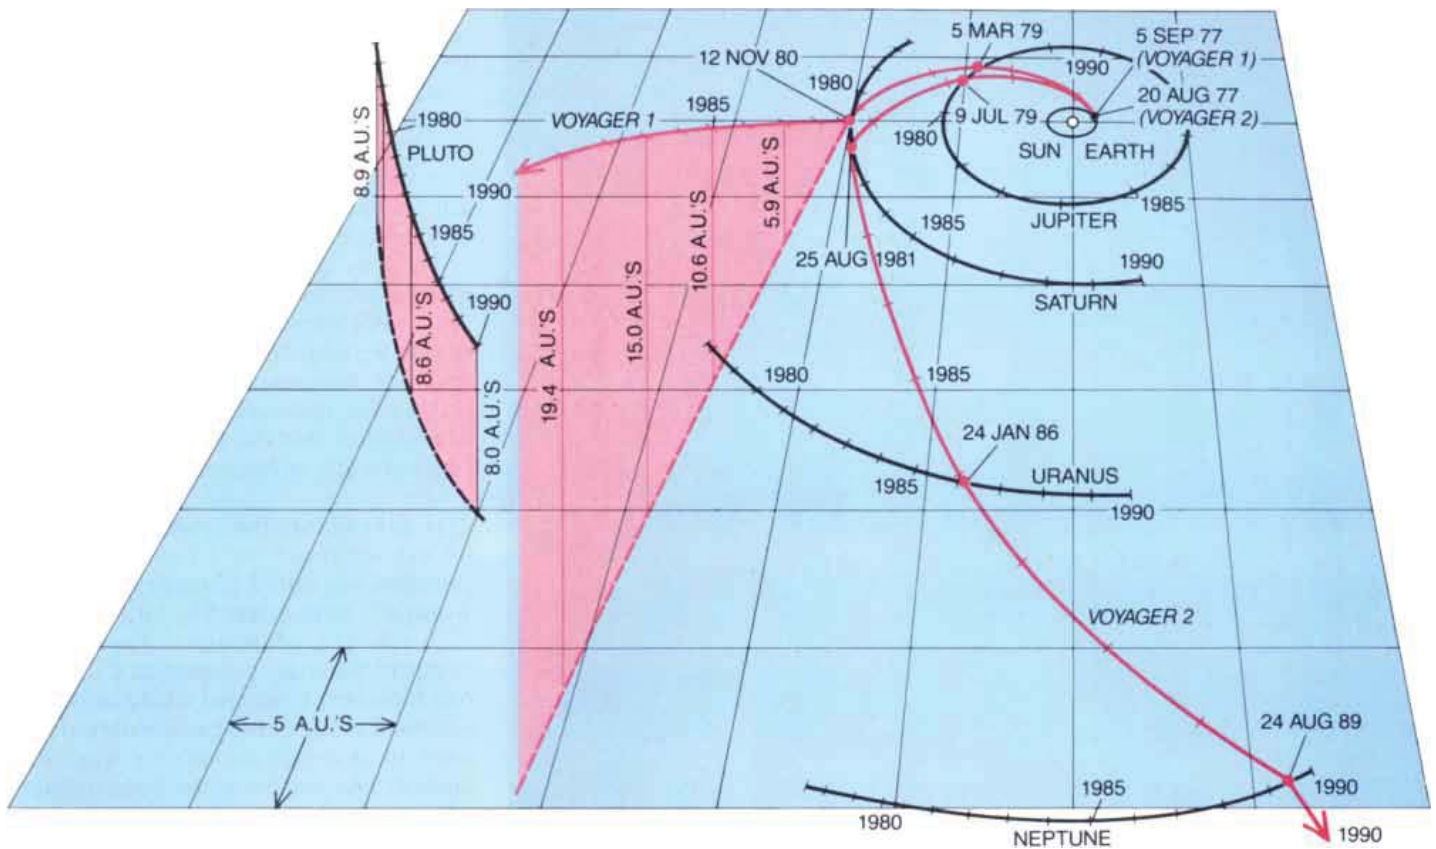 5 MAR 79
5 SEP 77
(VOYAGER 1)
12 NOV 80
1980
1990
20 AUG 77
(VOYAGER 2)
1985
VOYAGER 1
9 JUL 79
1980
1980
PLUTO
SUN
EARTH
8.9 A.U.'S
5.9 A.U.'S
1990
1985
JUPITER
1985
1985
10.6 A.U.'S
25 AUG 1981
1990
SATURN
1990
15.0 A.U.'S
8.6 A.U.'S
19.4 A.U.'S
1980
1985
8.0 A.U.'S
24 JAN 86
1985
URANUS
1990
VOYAGER 2
5 A.U.'S
24 AUG 89
1985
1990
1980
NEPTUNE
1990